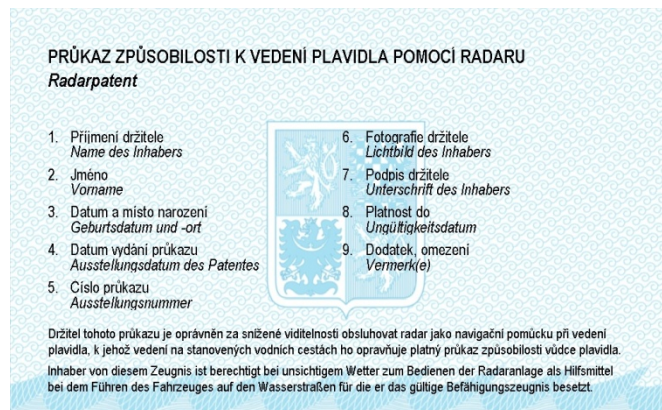 PRŮKAZ ZPŮSOBILOSTI K VEDENÍ PLAVIDLA POMOCÍ RADARU
Radarpatent
1. Příjmení držitele
Name des Inhabers
2. Jméno
Vorname
3. Datum a místo narození
Geburtsdatum und -ort
4. Datum vydání průkazu
Ausstellungsdatum des Patentes
5. Číslo průkazu
Ausstellungsnummer
6. Fotografie držitele
Lichtbild des Inhabers
7. Podpis držitele
Unterschrift des Inhabers
8. Platnost do
Ungültigkeitsdatum
9. Dodatek, omezení
Vermerk(e)
Držitel tohoto průkazu je oprávněn za snížené viditelnosti obsluhovat radar jako navigační pomůcku při vedení
plavidla, k jehož vedení na stanovených vodních cestách ho opravňuje platný průkaz způsobilosti vůdce plavidla.
Inhaber von diesem Zeugnis ist berechtigt bei unsichtigem Wetter zum Bedienen der Radaranlage als Hilfsmittel
bei dem Führen des Fahrzeuges auf den Wasserstraßen für die er das gültige Befähigungszeugnis besetzt.